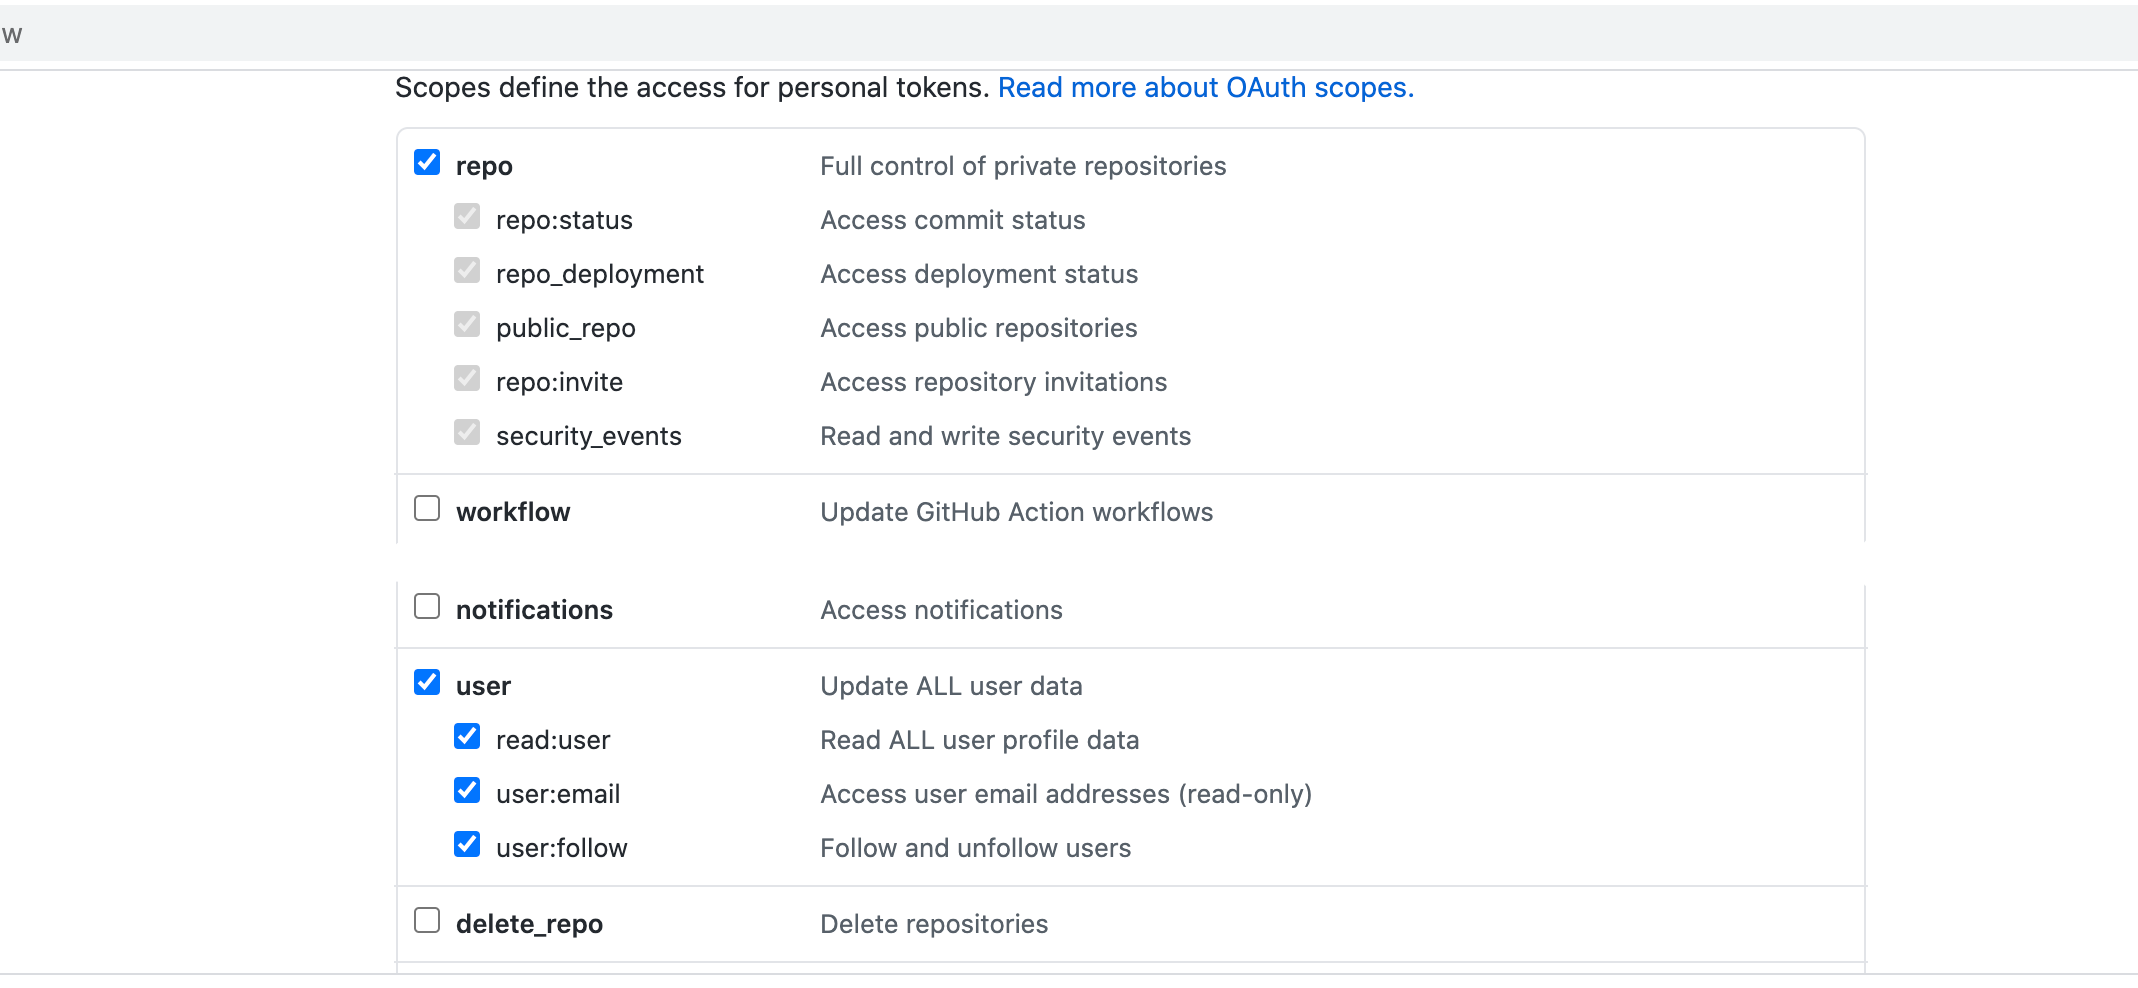 w
Scopes define the access for personal tokens. Read more about OAuth scopes.
repo Full control of private repositories
repo:status Access commit status
repo_deployment Access deployment status
public_repo Access public repositories
repo:invite Access repository invitations
security_events Read and write security events
workflow Update GitHub Action workflows
notifications Access notifications
user Update ALL user data
read:user Read ALL user profile data
user:email Access user email addresses (read-only)
user:follow Follow and unfollow users
delete_repo Delete repositories